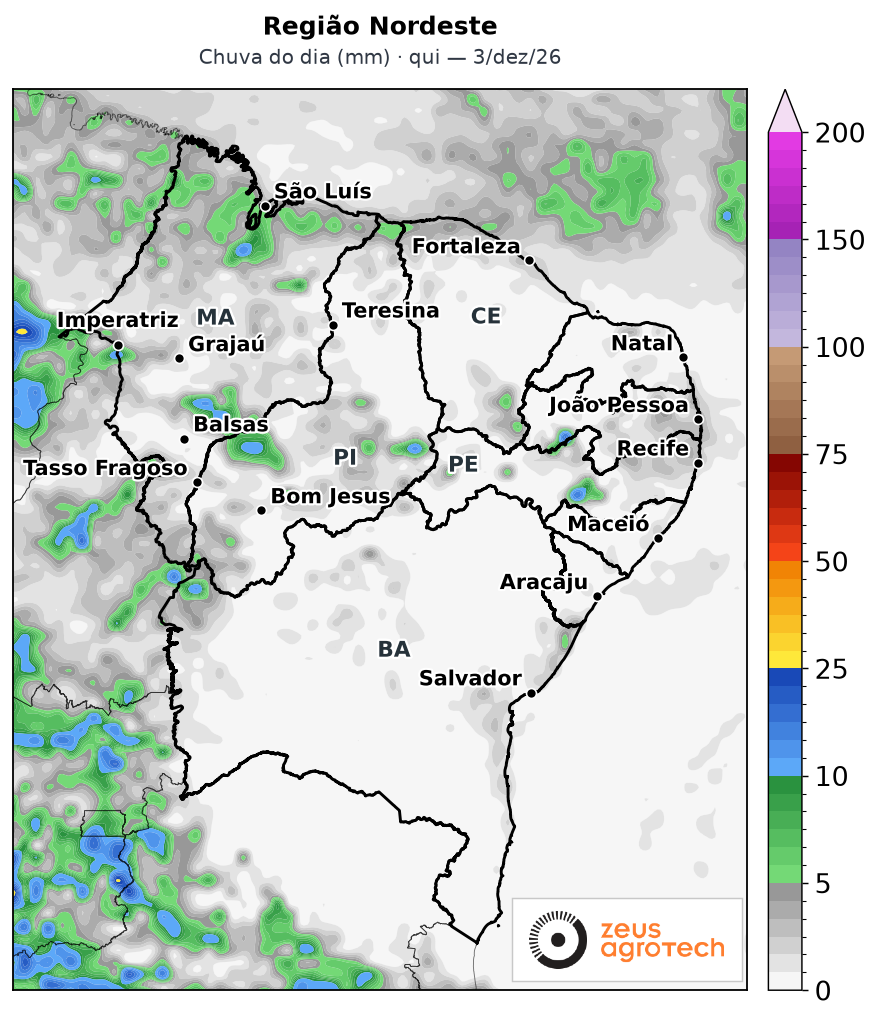 Região Nordeste
Chuva do dia (mm) · qui — 3/dez/26
São Luís
Fortaleza
Imperatriz
MA
Teresina
CE
Grajaú
Natal
João Pessoa
Balsas
Recife
Tasso Fragoso
PI
PE
Bom Jesus
Maceió
Aracaju
BA
Salvador
zeus
agrotech
200
150
100
75
50
25
10
5
0